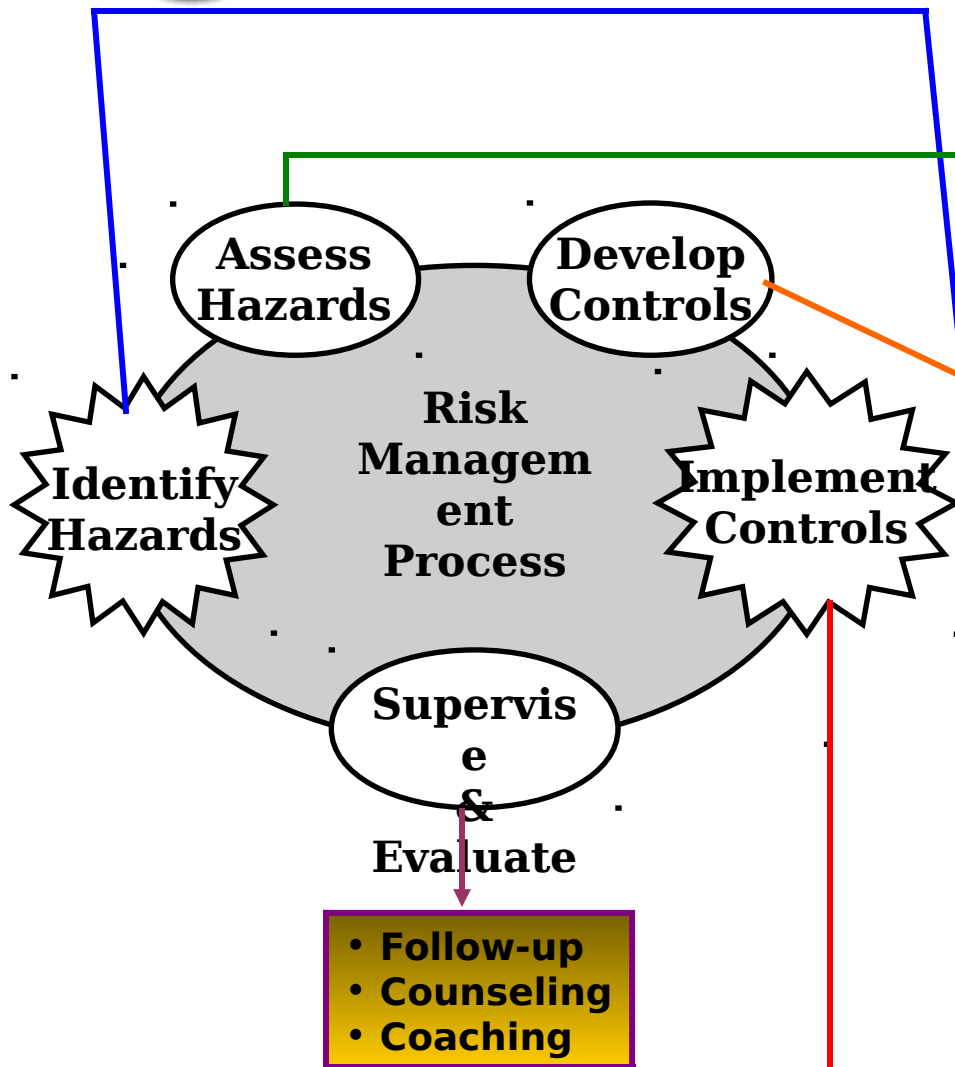 Assess
Hazards
Develop
Controls
Risk
Managem
ent
Process
Identify
Hazards
Implement
Controls
Supervis
e
&
Evaluate
• Follow-up
• Counseling
• Coaching